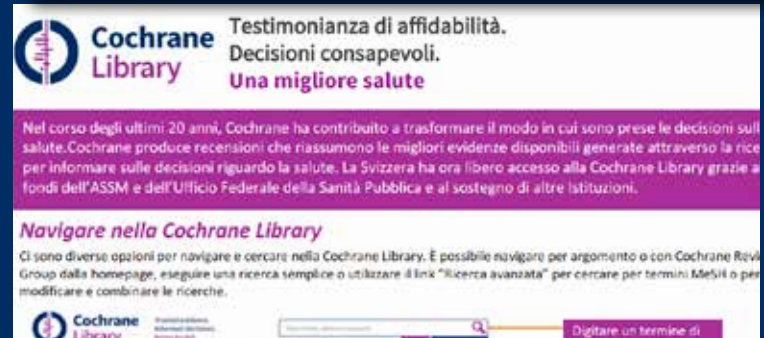 Cochrane
Library
Testimonianza di affidabilità.
Decisioni consapevoli.
Una migliore salute
Nel corso degli ultimi 20 anni, Cochrane ha contribuito a trasformare il modo in cui sono prese le decisioni sull
salute.Cochrane produce recensioni che riassumono le migliori evidenze disponibili generate attraverso la rice
per informare sulle decisioni riguardo la salute. La Svizzera ha ora libero accesso alla Cochrane Library grazie a
fondi dell'ASSM e dell'Ufficio Federale della Sanità Pubblica e al sostegno di altre Istituzioni.
Navigare nella Cochrane Library
Ci sono diverse opzioni per navigare e cercare nella Cochrane Library. È possibile navigare per argomento o con Cochrane Revi
Group dalla homepage, eseguire una ricerca semplice o utilizzare il link "Ricerca avanzata" per cercare per termini MeSH o per
modificare e combinare le ricerche.
Cochrane
Library
Digitare un termine di